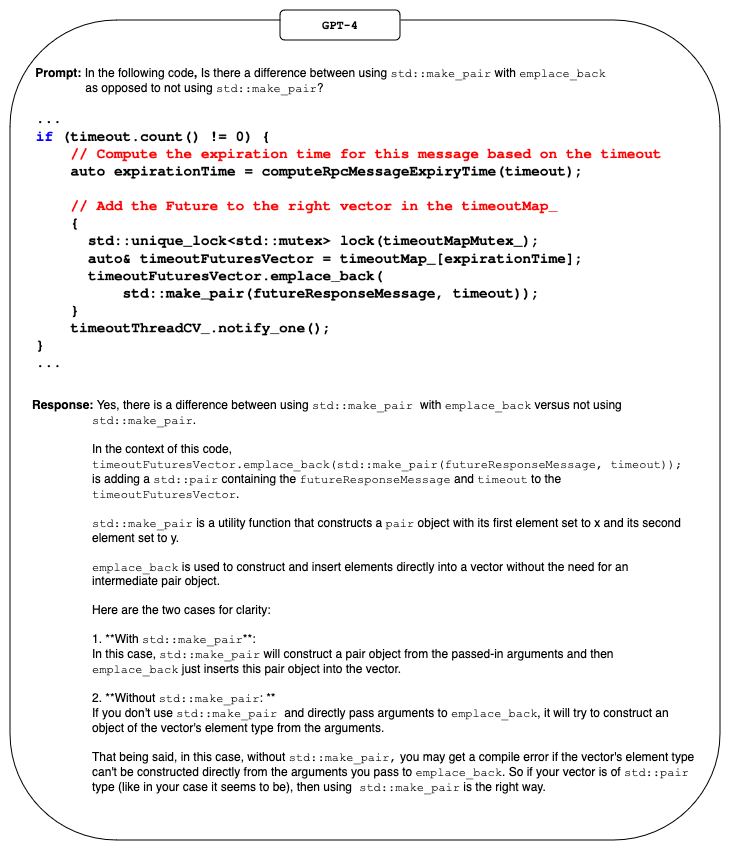 GPT-4
Prompt: In the following code, Is there a difference between using std::make_pair with emplace_back
as opposed to not using std::make_pair?
...
if (timeout.count() != 0) {
// Compute the expiration time for this message based on the timeout
auto expirationTime = computeRpcMessageExpiryTime(timeout);
// Add the Future to the right vector in the timeoutMap_
{
std::unique_lock<std::mutex> lock(timeoutMapMutex_);
auto& timeoutFuturesVector = timeoutMap_[expirationTime];
timeoutFuturesVector.emplace_back(
std::make_pair(futureResponseMessage, timeout));
}
timeoutThreadCV_.notify_one();
}
...
Response: Yes, there is a difference between using std::make_pair with emplace_back versus not using
std::make_pair.
In the context of this code,
timeoutFuturesVector.emplace_back(std::make_pair(futureResponseMessage, timeout));
is adding a std::pair containing the futureResponseMessage and timeout to the
timeoutFuturesVector.
std::make_pair is a utility function that constructs a pair object with its first element set to x and its second
element set to y.
emplace_back is used to construct and insert elements directly into a vector without the need for an
intermediate pair object.
Here are the two cases for clarity:
1. **With std::make_pair**:
In this case, std::make_pair will construct a pair object from the passed-in arguments and then
emplace_back just inserts this pair object into the vector.
2. **Without std::make_pair: **
If you don't use std::make_pair and directly pass arguments to emplace_back, it will try to construct an
object of the vector's element type from the arguments.
That being said, in this case, without std::make_pair, you may get a compile error if the vector's element type
can't be constructed directly from the arguments you pass to emplace_back. So if your vector is of std::pair
type (like in your case it seems to be), then using std::make_pair is the right way.